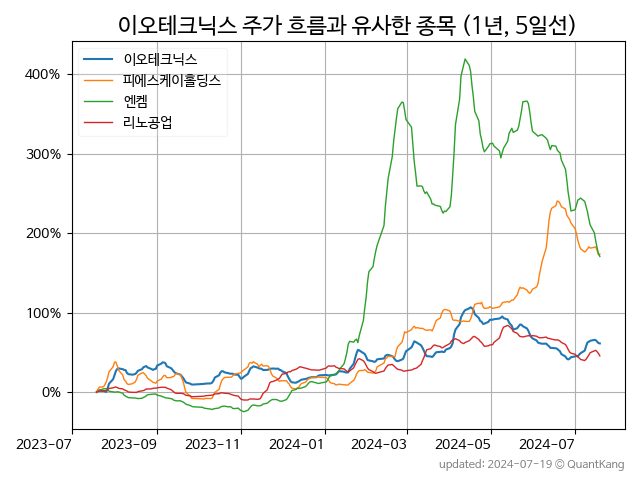 이오테크닉스 주가 흐름과 유사한 종목 (1년, 5일선)
이오테크닉스
피에스케이홀딩스
엔켐
리노공업
400%
300%
200%
100%
0%
2023-07 2023-09 2023-11 2024-01 2024-03 2024-05 2024-07
updated: 2024-07-19 © QuantKang